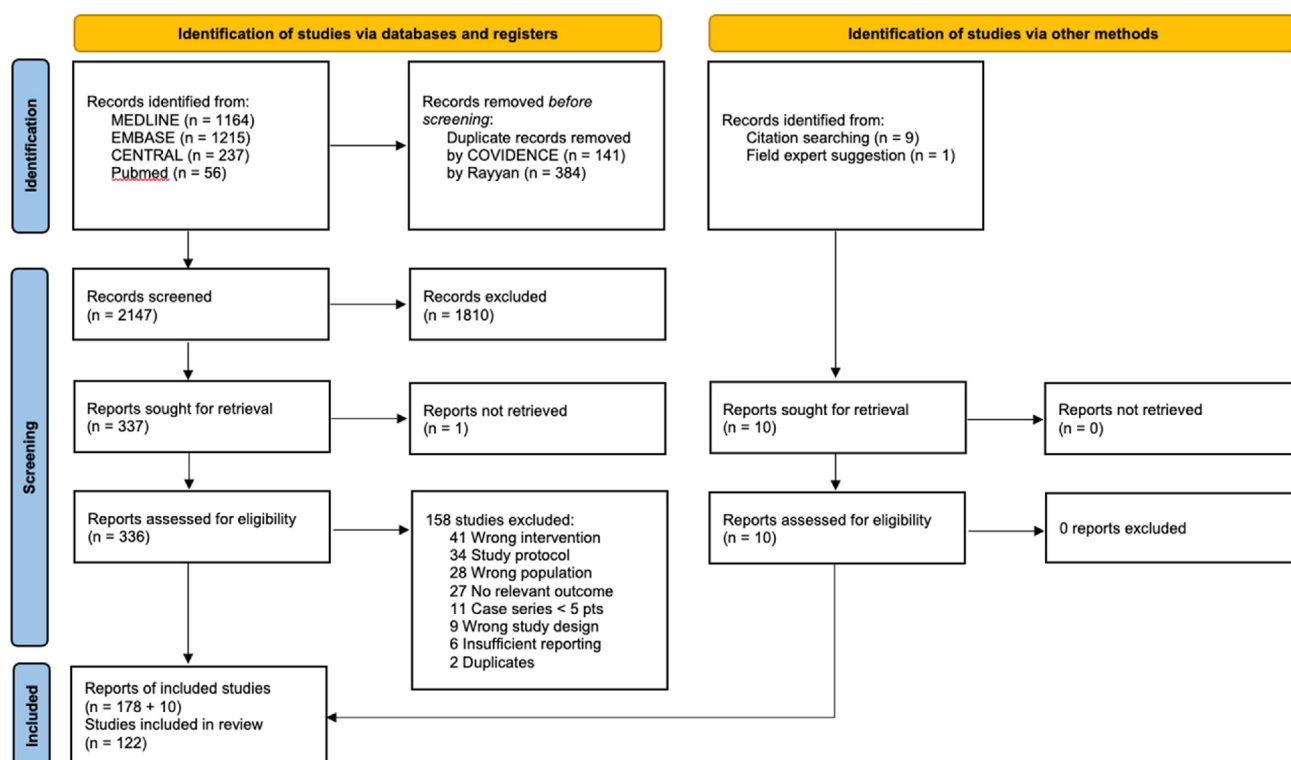 Identification of studies via databases and registers
Identification of studies via other methods
Identification
Records identified from:
MEDLINE (n = 1164)
EMBASE (n = 1215)
CENTRAL (n = 237)
Pubmed (n = 56)
Records removed before
screening:
Duplicate records removed
by COVIDENCE (n = 141)
by Rayyan (n = 384)
Records identified from:
Citation searching (n = 9)
Field expert suggestion (n = 1)
Screening
Records screened
(n = 2147)
Records excluded
(n = 1810)
Reports sought for retrieval
(n = 337)
Reports not retrieved
(n = 1)
Reports sought for retrieval
(n = 10)
Reports not retrieved
(n = 0)
Reports assessed for eligibility
(n = 336)
158 studies excluded:
41 Wrong intervention
34 Study protocol
28 Wrong population
27 No relevant outcome
11 Case series < 5 pts
9 Wrong study design
6 Insufficient reporting
2 Duplicates
Reports assessed for eligibility
(n = 10)
0 reports excluded
Included
Reports of included studies
(n = 178 + 10)
Studies included in review
(n = 122)